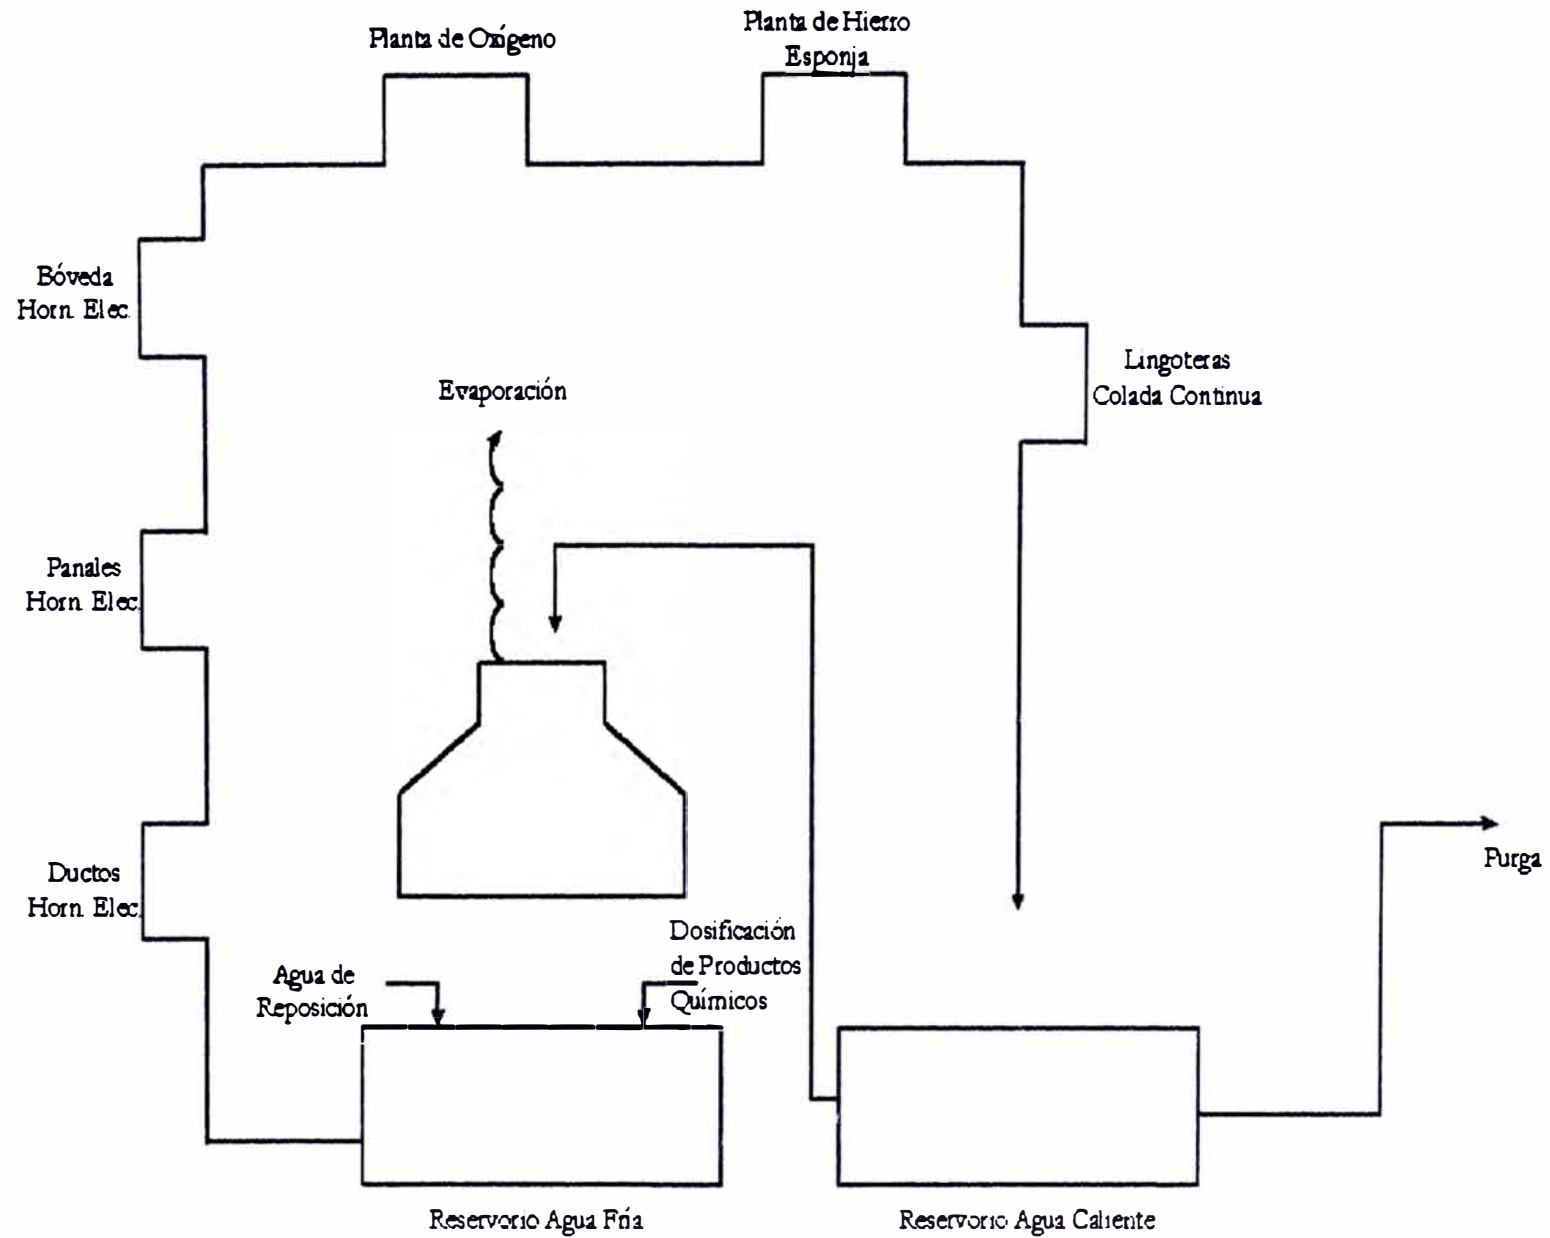 Planta de Oxígeno
Planta de Hierro
Esponja
Bóveda
Horn. Elec.
Lingoteras
Colada Continua
Evaporación
Panales
Horn. Elec.
Purga
Ductos
Horn. Elec.
Dosificación
de Productos
Químicos
Agua de
Reposición
Reservorio Agua Fría
Reservorio Agua Caliente